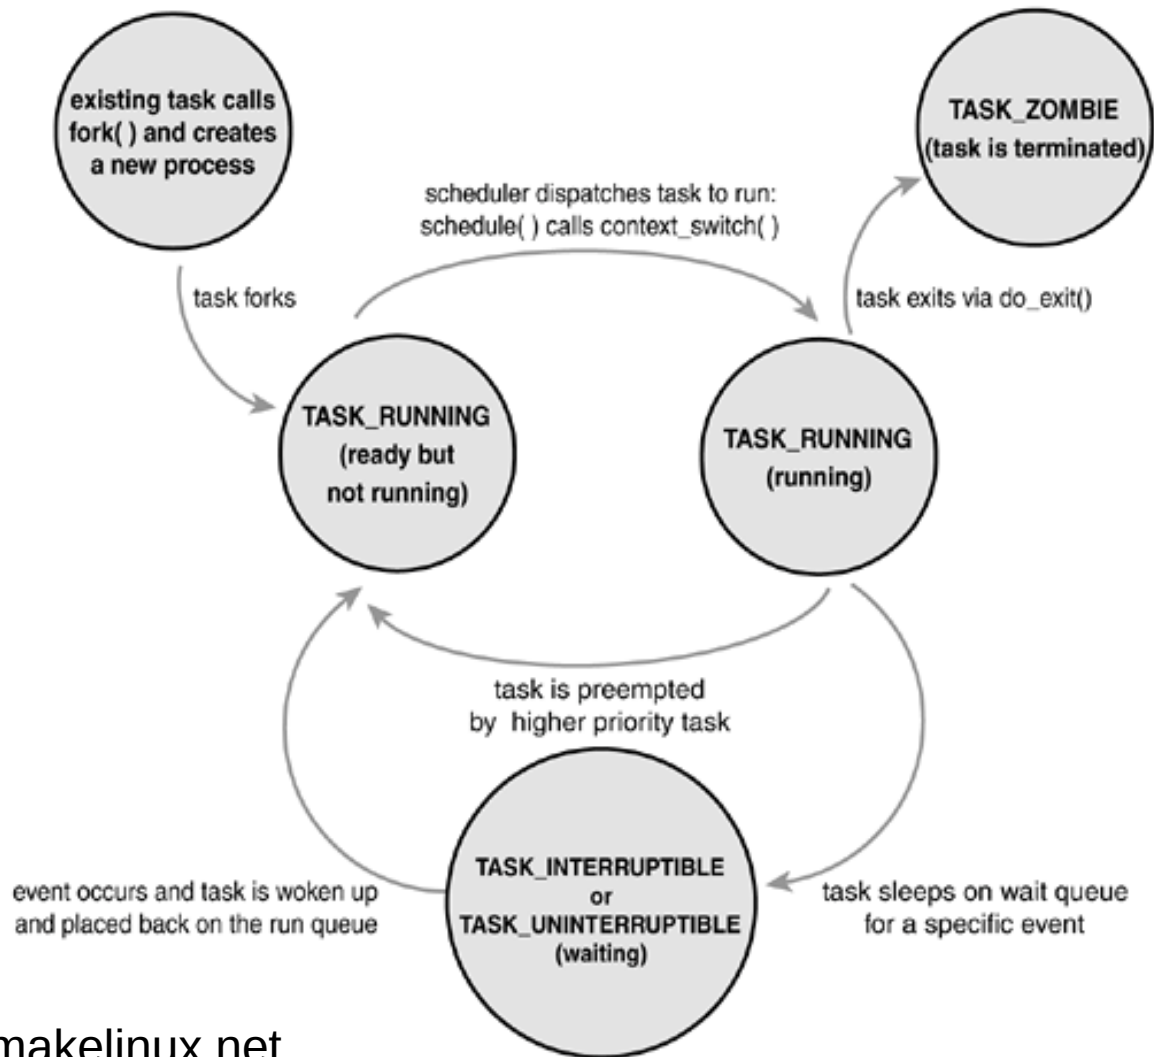 existing task calls
fork( ) and creates
a new process
TASK_ZOMBIE
(task is terminated)
scheduler dispatches task to run:
schedule( ) calls context_switch( )
task forks
task exits via do_exit()
TASK_RUNNING
(ready but
not running)
TASK_RUNNING
(running)
task is preempted
by higher priority task
TASK_INTERRUPTIBLE
or
TASK_UNINTERRUPTIBLE
(waiting)
event occurs and task is woken up
and placed back on the run queue
task sleeps on wait queue
for a specific event
makelinux.net